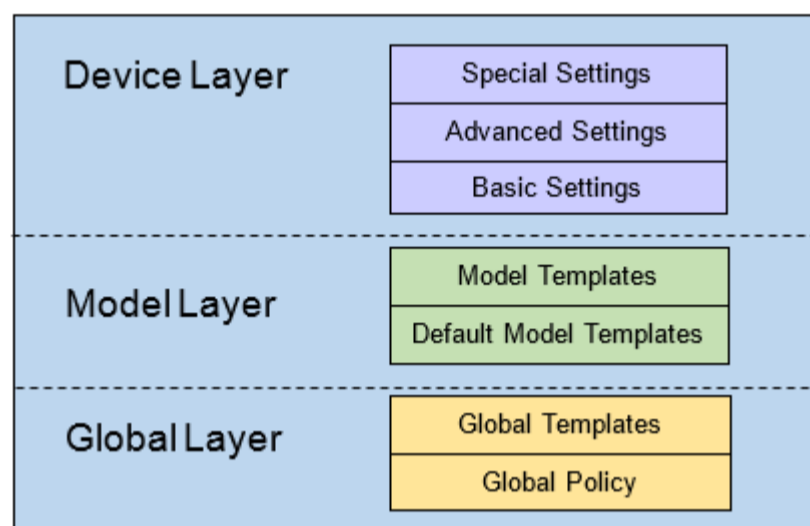 Device Layer
Special Settings
Advanced Settings
Basic Settings
Model Layer
Model Templates
Default Model Templates
Global Layer
Global Templates
Global Policy